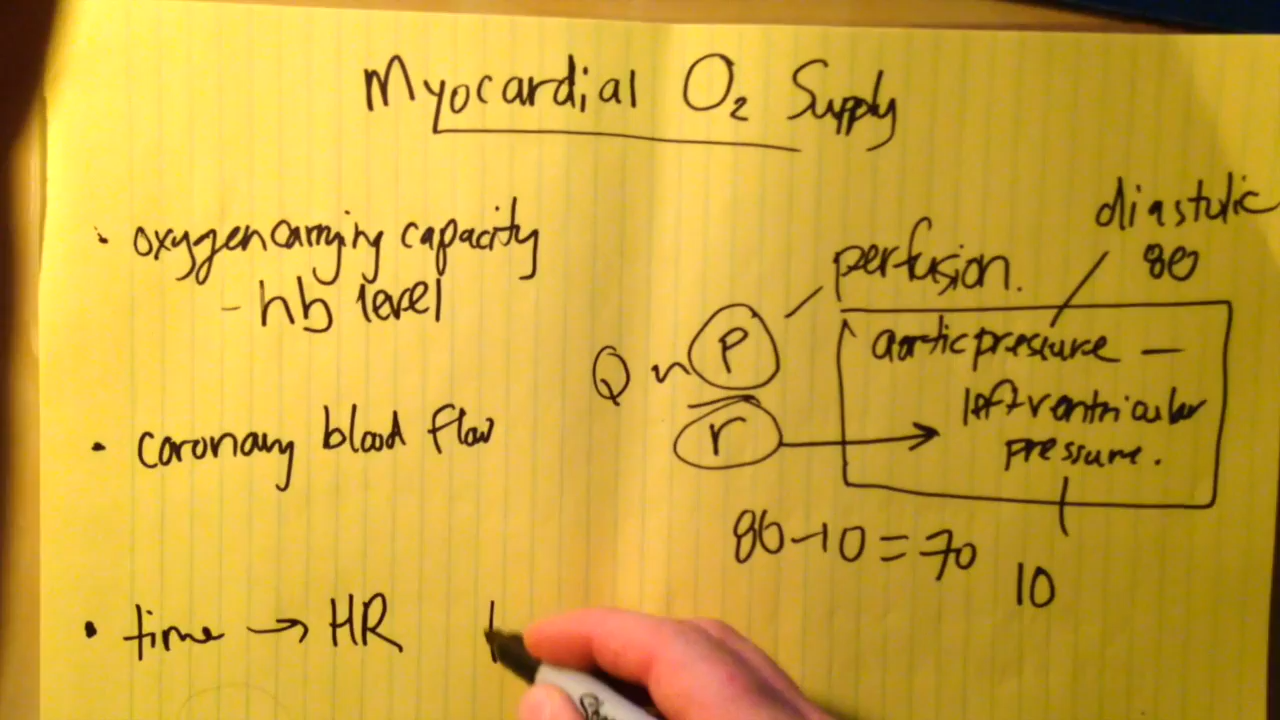 Myocardial O2 Supply
• oxygen carrying capacity
- hb level
• coronary blood flow
• time → HR
Q ~ P
r
perfusion.
diastolic
80
aortic pressure —
left ventricular
pressure.
80-10=70
10